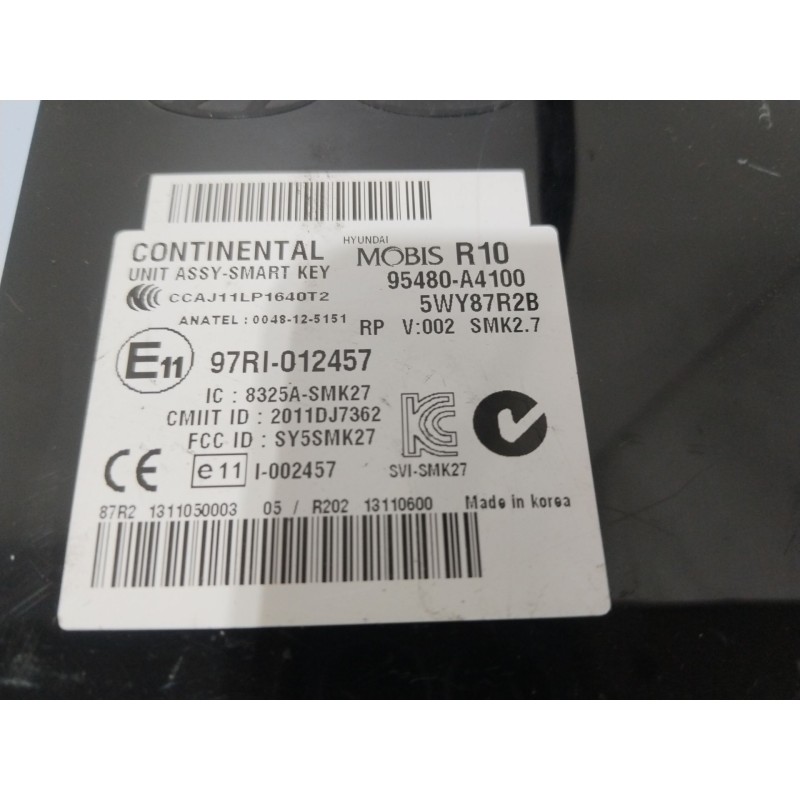 CONTINENTAL HYUNDAI MOBIS R10
UNIT ASSY-SMART KEY 95480-A4100
CCAJ11LP1640T2 5WY87R2B
ANATEL : 0048-12-5151 RP V:002 SMK2.7
E11 97RI-012457
IC : 8325A-SMK27
CMIIT ID : 2011DJ7362
FCC ID : SY5SMK27
CE e11 I-002457 SVI-SMK27
87R2 1311050003 05 / R202 13110600 Made in korea